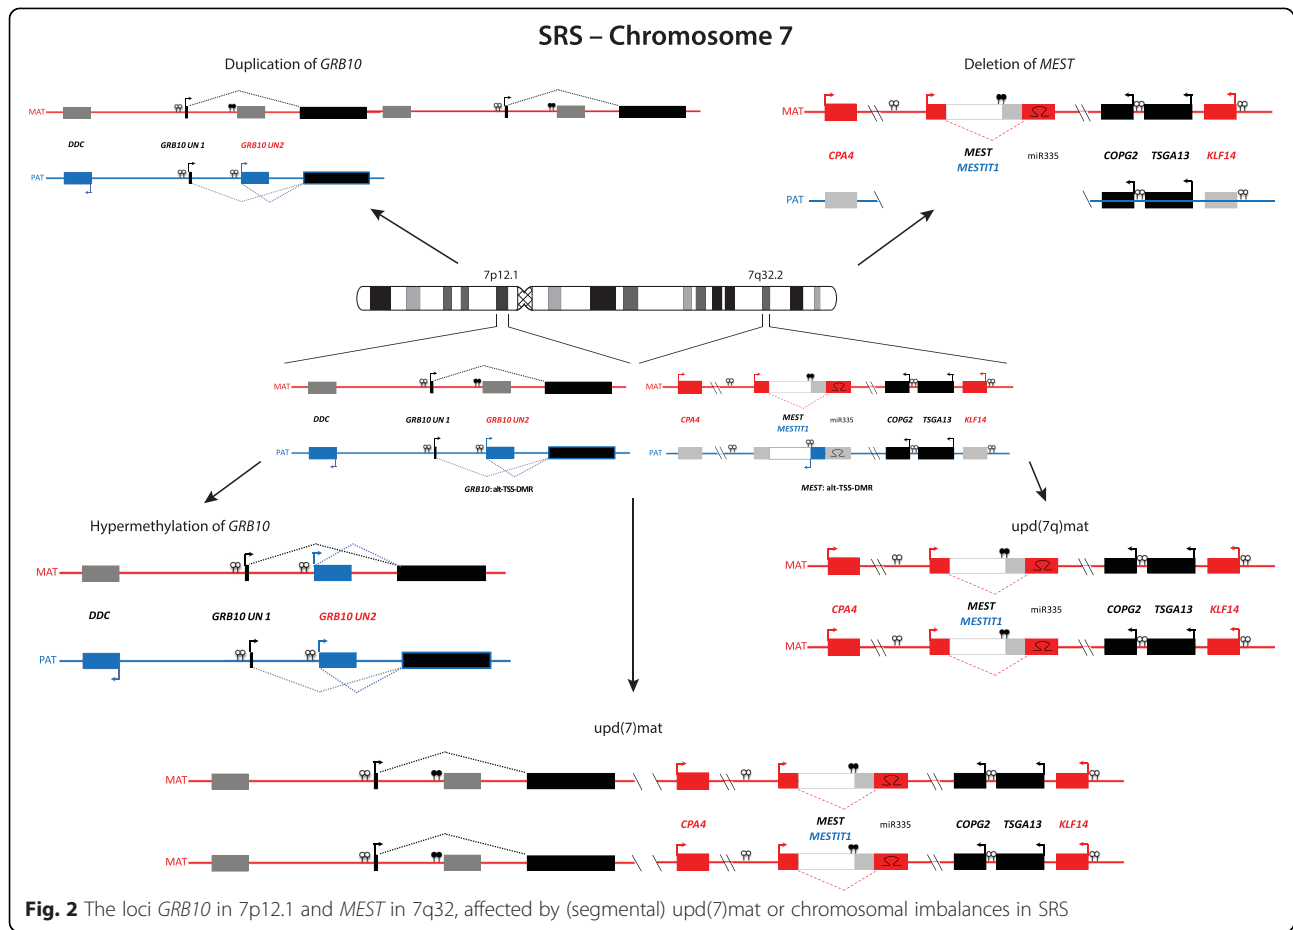 SRS – Chromosome 7
Duplication of GRB10
Deletion of MEST
MAT
DDC GRB10 UN 1 GRB10 UN2
PAT
MAT
CPA4 MEST miR335 COPG2 TSGA13 KLF14
MESTIT1
PAT
7p12.1 7q32.2
MAT
DDC GRB10 UN 1 GRB10 UN2
PAT
GRB10: alt-TSS-DMR
MAT
CPA4 MEST miR335 COPG2 TSGA13 KLF14
MESTIT1
PAT
MEST: alt-TSS-DMR
Hypermethylation of GRB10
MAT
DDC GRB10 UN 1 GRB10 UN2
PAT
upd(7q)mat
MAT
CPA4 MEST miR335 COPG2 TSGA13 KLF14
MESTIT1
MAT
upd(7)mat
MAT
CPA4 MEST miR335 COPG2 TSGA13 KLF14
MESTIT1
MAT
Fig. 2 The loci GRB10 in 7p12.1 and MEST in 7q32, affected by (segmental) upd(7)mat or chromosomal imbalances in SRS